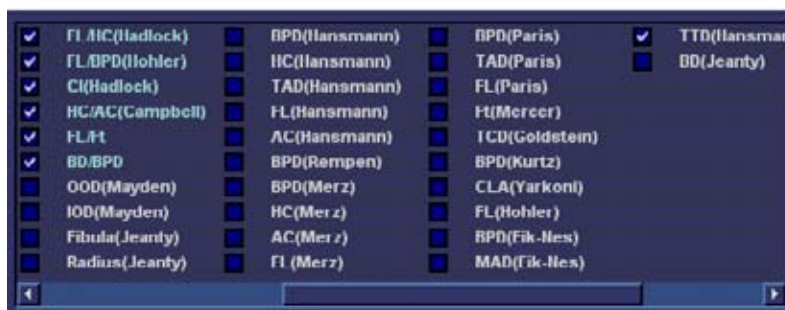 FL/HC(Hadlock) BPD(Hansmann) BPD(Paris) TTD(Hansmar
FL/BPD(Hohler) HC(Hansmann) TAD(Paris) BD(Jeanty)
CI(Hadlock) TAD(Hansmann) FL(Paris)
HC/AC(Campbell) FL(Hansmann) Ft(Mercer)
FL/Ft AC(Hansmann) TCD(Goldstein)
BD/BPD BPD(Rempen) BPD(Kurtz)
OOD(Mayden) BPD(Merz) CLA(Yarkoni)
IOD(Mayden) HC(Merz) FL(Hohler)
Fibula(Jeanty) AC(Merz) BPD(Eik-Nes)
Radius(Jeanty) FL(Merz) MAD(Eik-Nes)